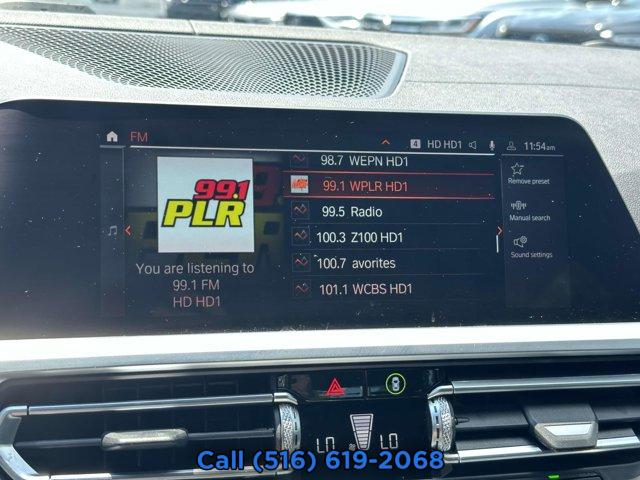 FM
4 HD HD1 11:54am
99.1
PLR
You are listening to
99.1 FM
HD HD1
98.7 WEPN HD1
99.1 WPLR HD1
99.5 Radio
100.3 Z100 HD1
100.7 avorites
101.1 WCBS HD1
Remove preset
Manual search
Sound settings
LO LO
Call (516) 619-2068